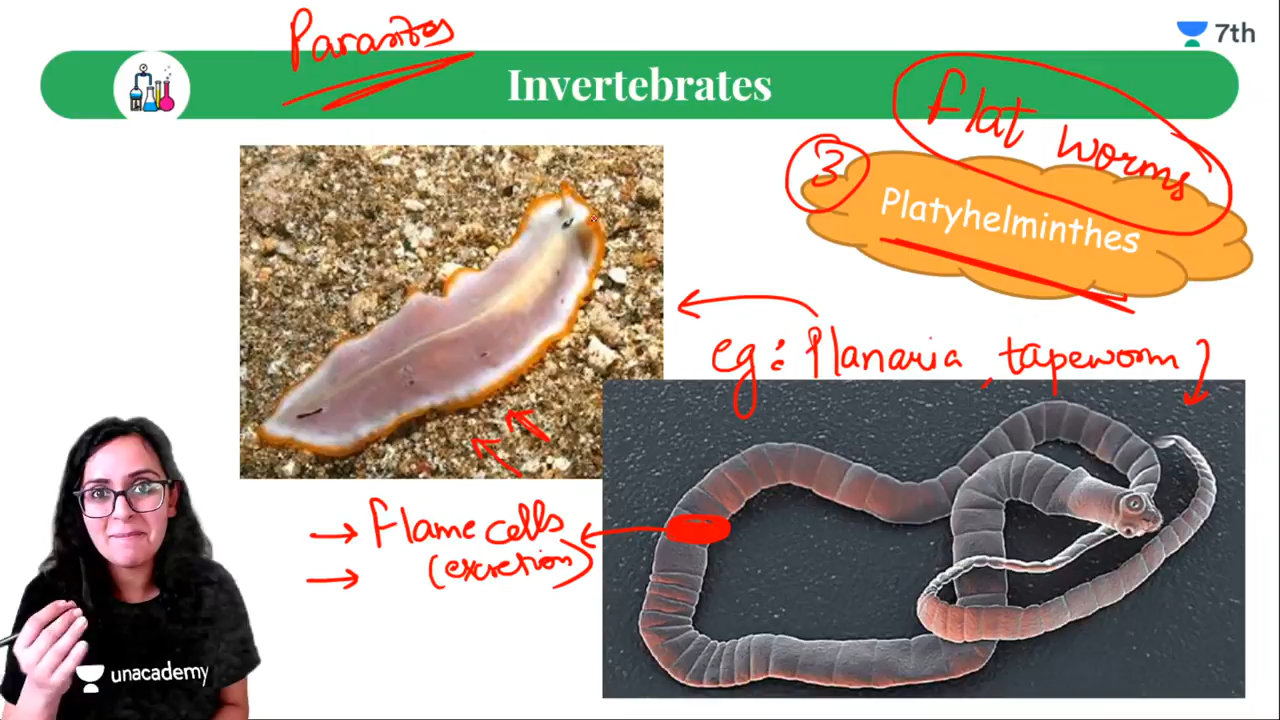 Parasites
7th
Invertebrates
flat worms
3
Platyhelminthes
eg: Planaria, tapeworm
→ flame cells
(excretion)
→
unacademy